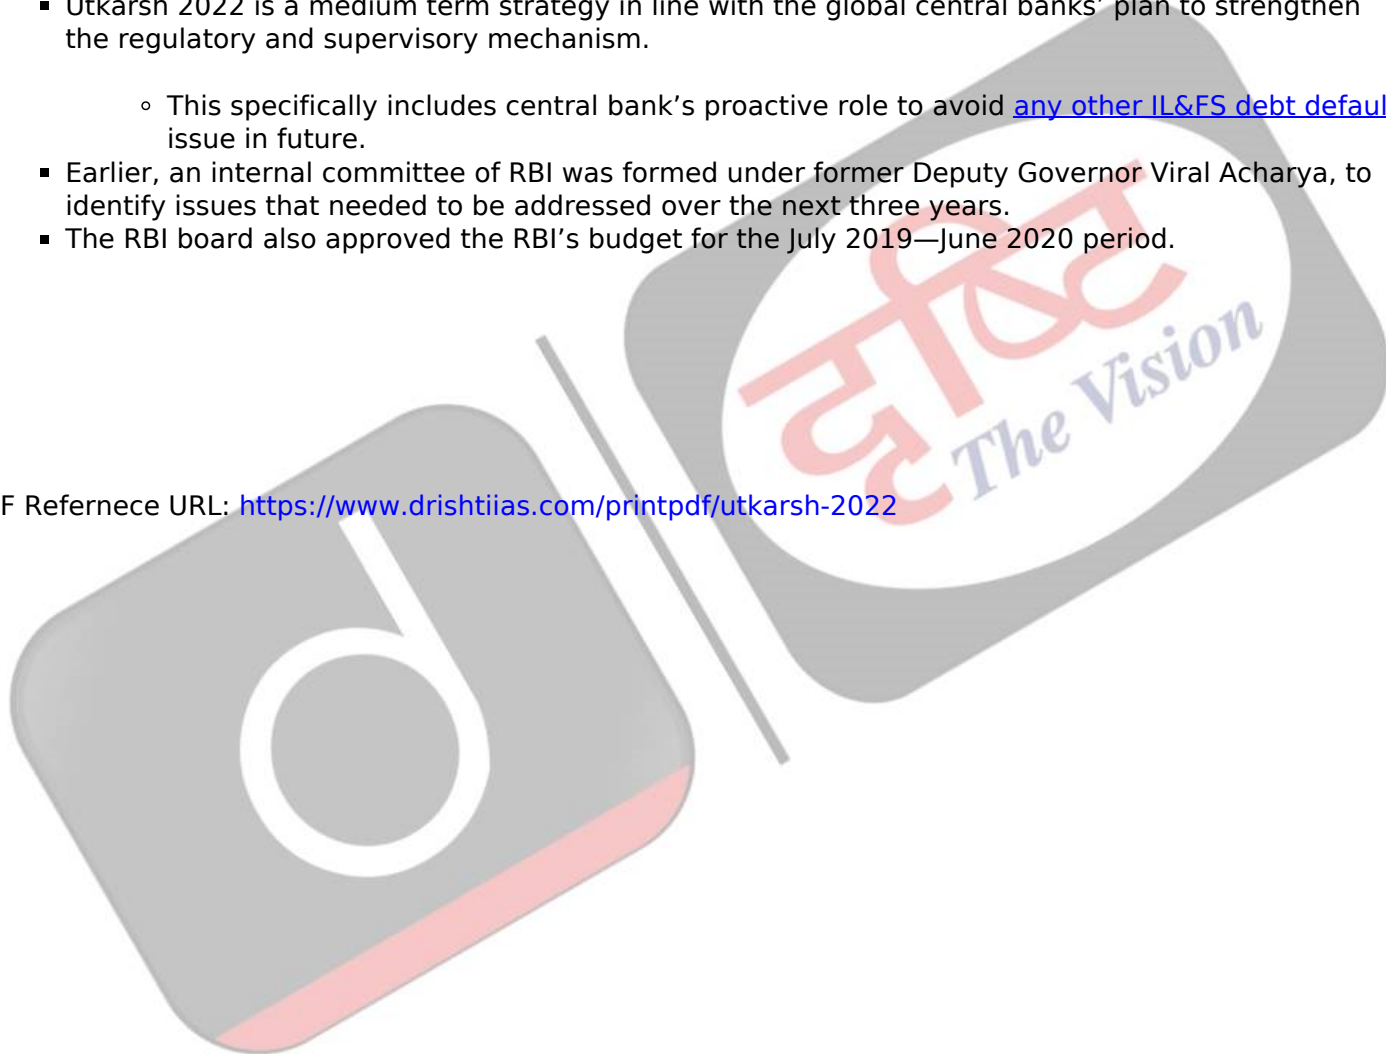 ▪ Utkarsh 2022 is a medium term strategy in line with the global central banks’ plan to strengthen
the regulatory and supervisory mechanism.
◦ This specifically includes central bank’s proactive role to avoid any other IL&FS debt defaul
issue in future.
▪ Earlier, an internal committee of RBI was formed under former Deputy Governor Viral Acharya, to
identify issues that needed to be addressed over the next three years.
▪ The RBI board also approved the RBI’s budget for the July 2019—June 2020 period.
दृष्टि
The Vision
F Refernece URL: https://www.drishtiias.com/printpdf/utkarsh-2022
d